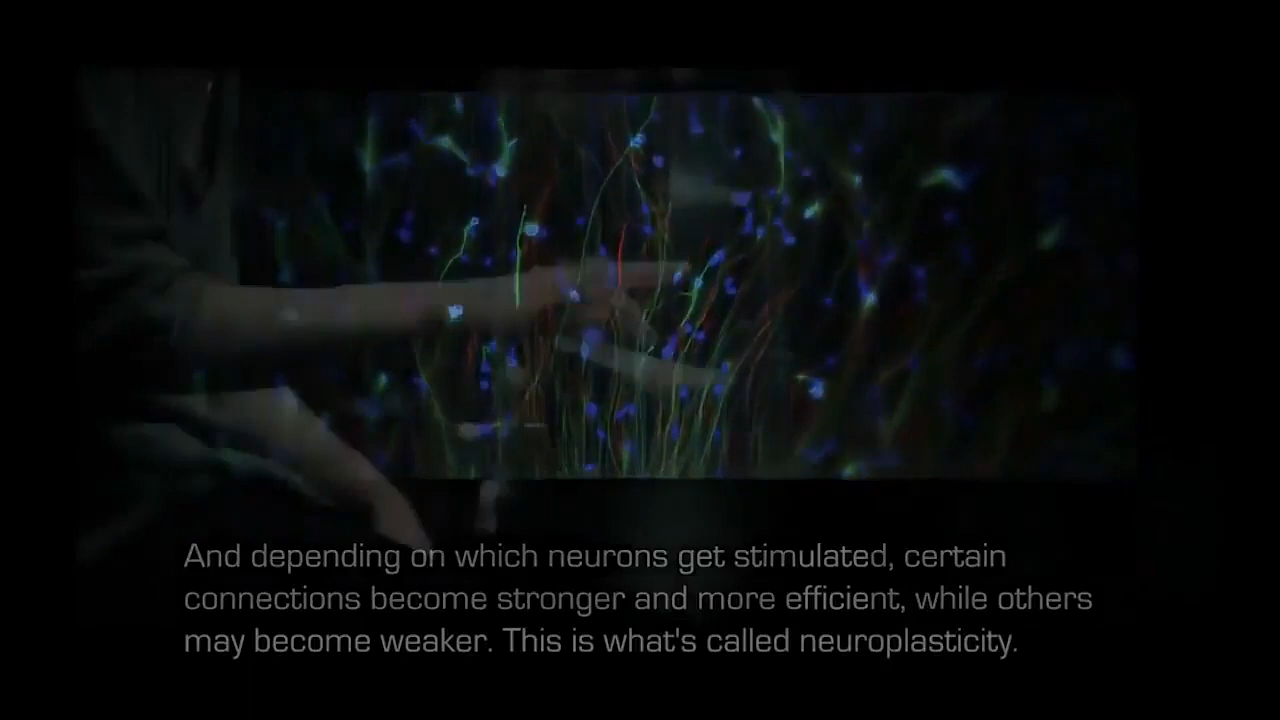 And depending on which neurons get stimulated, certain
connections become stronger and more efficient, while others
may become weaker. This is what's called neuroplasticity.